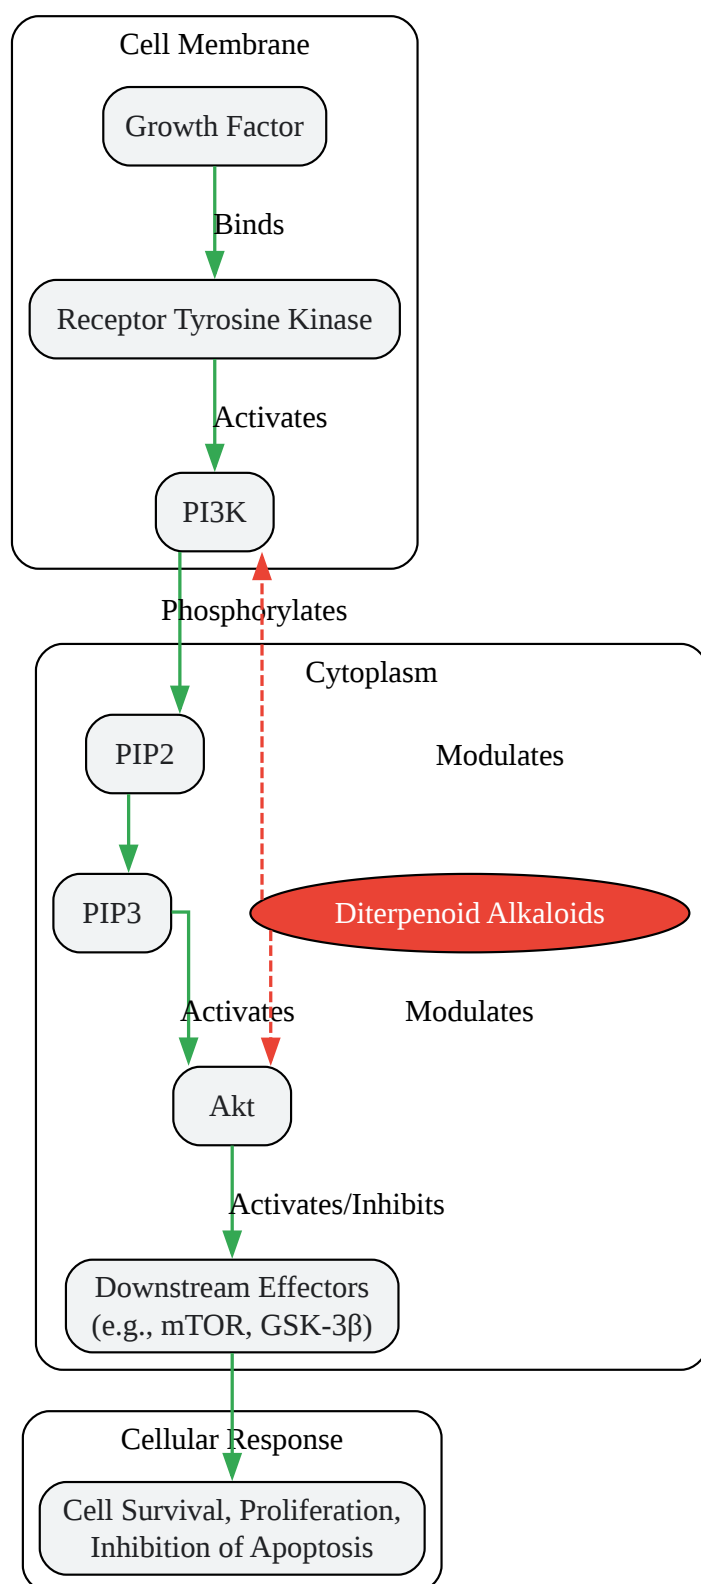 Cell Membrane
Growth Factor
Binds
Receptor Tyrosine Kinase
Activates
PI3K
Phosphorylates
Cytoplasm
PIP2
Modulates
PIP3
Diterpenoid Alkaloids
Activates
Modulates
Akt
Activates/Inhibits
Downstream Effectors
(e.g., mTOR, GSK-3β)
Cellular Response
Cell Survival, Proliferation,
Inhibition of Apoptosis